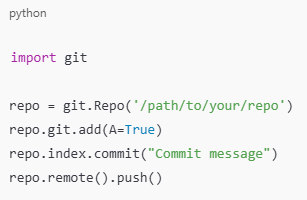 python
import git
repo = git.Repo('/path/to/your/repo')
repo.git.add(A=True)
repo.index.commit("Commit message")
repo.remote().push()